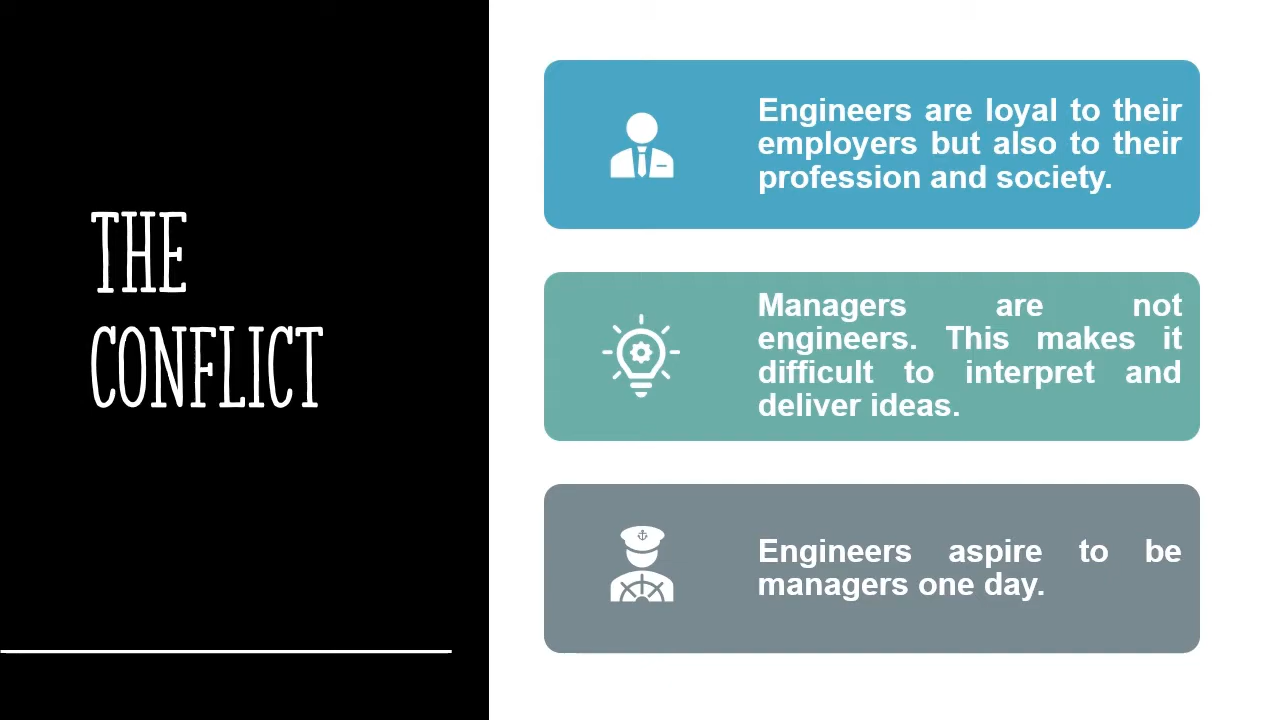 THE
CONFLICT
Engineers are loyal to their
employers but also to their
profession and society.
Managers are not
engineers. This makes it
difficult to interpret and
deliver ideas.
Engineers aspire to be
managers one day.